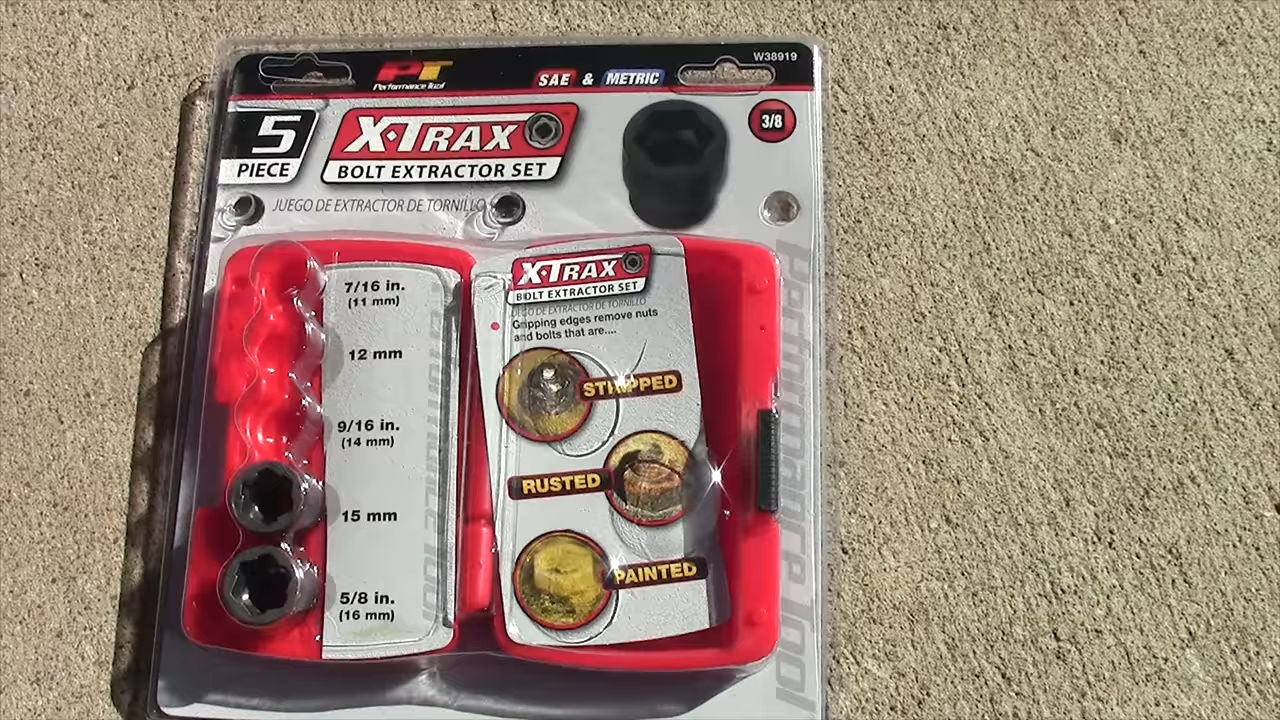 W38919
PT
Performance Tool
SAE & METRIC
3/8
5
PIECE
X-TRAX
BOLT EXTRACTOR SET
JUEGO DE EXTRACTOR DE TORNILLO
7/16 in.
(11 mm)
12 mm
9/16 in.
(14 mm)
15 mm
5/8 in.
(16 mm)
X-TRAX
BOLT EXTRACTOR SET
JUEGO DE EXTRACTOR DE TORNILLO
Gripping edges remove nuts
and bolts that are....
STRIPPED
RUSTED
PAINTED
Performance Tool
Performance Tool